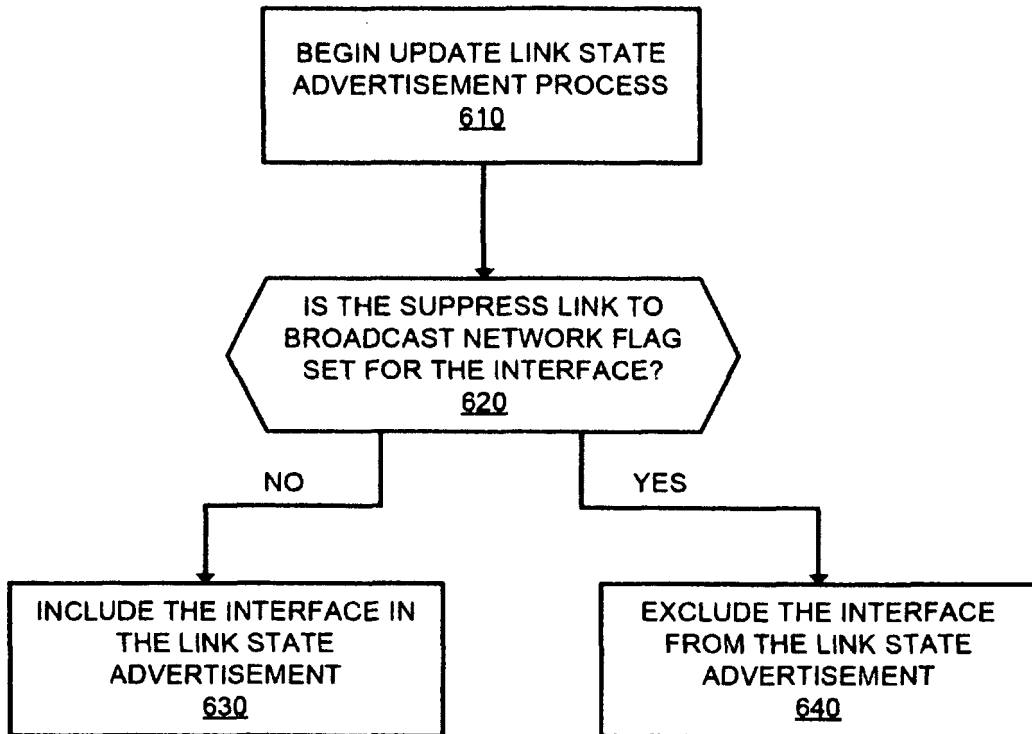 BEGIN UPDATE LINK STATE
ADVERTISEMENT PROCESS
610
IS THE SUPPRESS LINK TO
BROADCAST NETWORK FLAG
SET FOR THE INTERFACE?
620
NO
YES
INCLUDE THE INTERFACE IN
THE LINK STATE
ADVERTISEMENT
630
EXCLUDE THE INTERFACE
FROM THE LINK STATE
ADVERTISEMENT
640